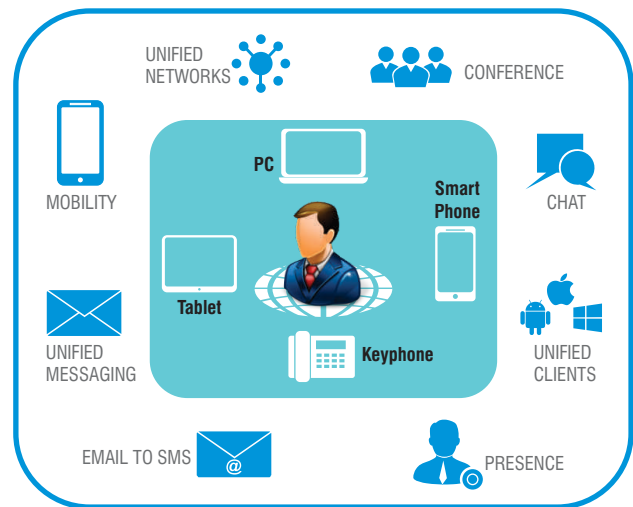 UNIFIED
NETWORKS
CONFERENCE
PC
Smart
Phone
MOBILITY
CHAT
Tablet
Keyphone
UNIFIED
MESSAGING
UNIFIED
CLIENTS
EMAIL TO SMS
@
PRESENCE